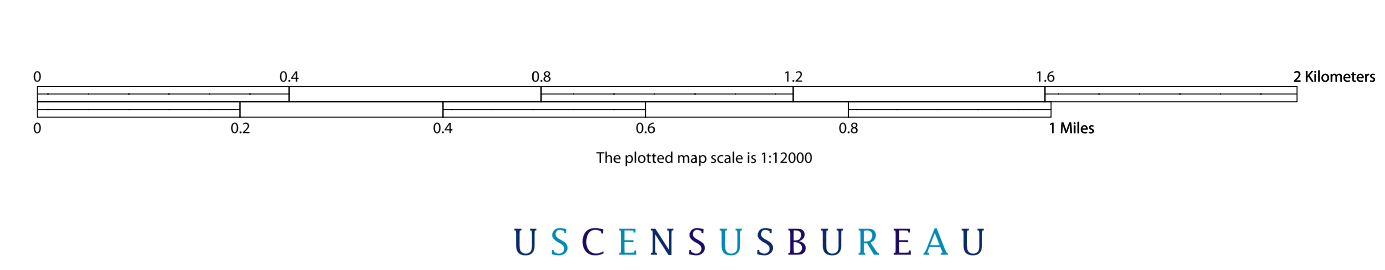 0 0.4 0.8 1.2 1.6 2 Kilometers
0 0.2 0.4 0.6 0.8 1 Miles
The plotted map scale is 1:12000
USCENSUSBUREAU